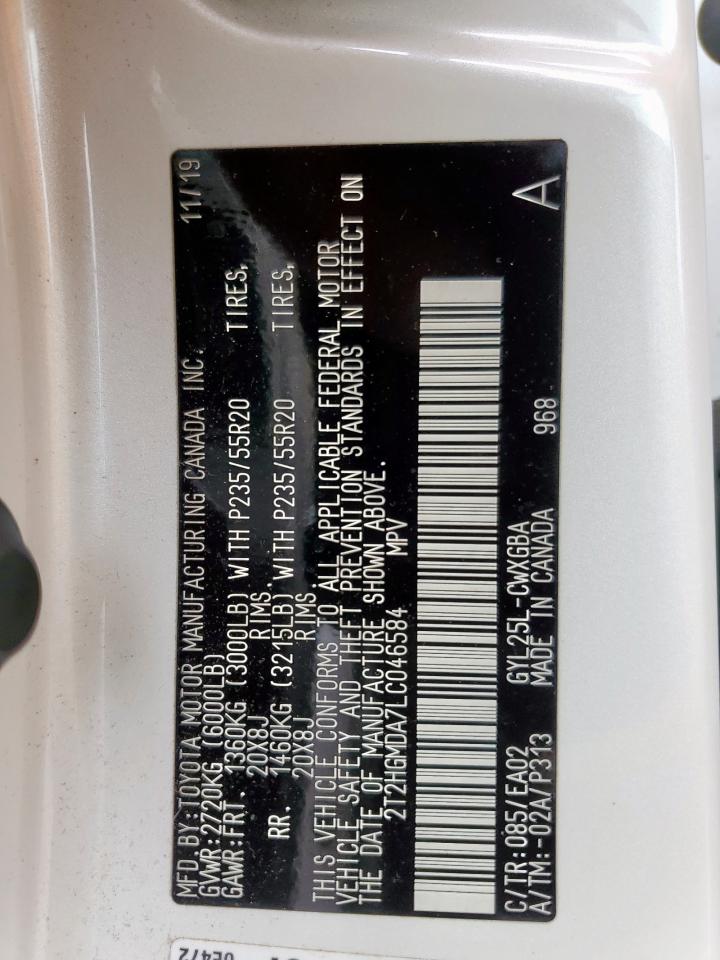 MFD.BY:TOYOTA MOTOR MANUFACTURING CANADA INC. 11/19
GVWR:2720KG (6000LB)
GAWR:FRT. 1360KG (3000LB) WITH P235/55R20 TIRES,
20X8J RIMS.
RR. 1460KG (3215LB) WITH P235/55R20 TIRES,
20X8J RIMS.
THIS VEHICLE CONFORMS TO ALL APPLICABLE FEDERAL MOTOR
VEHICLE SAFETY AND THEFT PREVENTION STANDARDS IN EFFECT ON
THE DATE OF MANUFACTURE SHOWN ABOVE.
2T2HGMDA7LC046584 MPV
C/TR:085/EA02 GYL25L-CWXGBA A
A/TM:-02A/P313 MADE IN CANADA 968
0E472